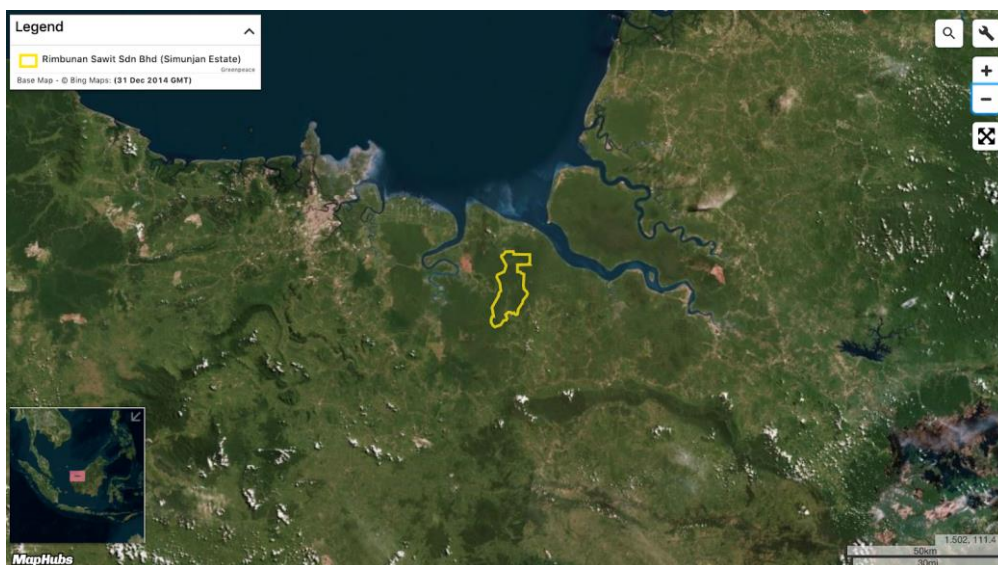 Legend
Rimbunan Sawit Sdn Bhd (Simunjan Estate)
Greenpeace
Base Map - © Bing Maps: (31 Dec 2014 GMT)
MapHubs
1.502, 111.4
50km
30mi